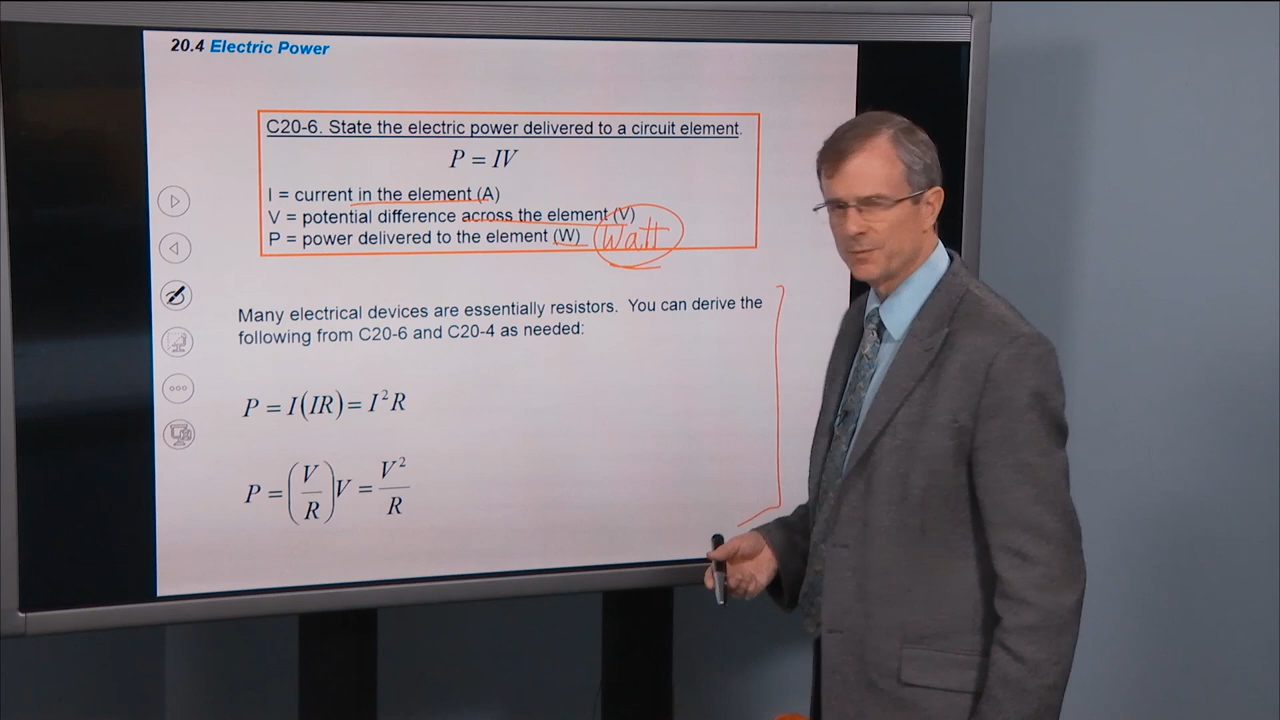 20.4 Electric Power
C20-6. State the electric power delivered to a circuit element.
P = IV
I = current in the element (A)
V = potential difference across the element (V)
P = power delivered to the element (W) Watt
Many electrical devices are essentially resistors. You can derive the
following from C20-6 and C20-4 as needed:
P = I(IR) = I²R
P = (V/R)V = V²/R